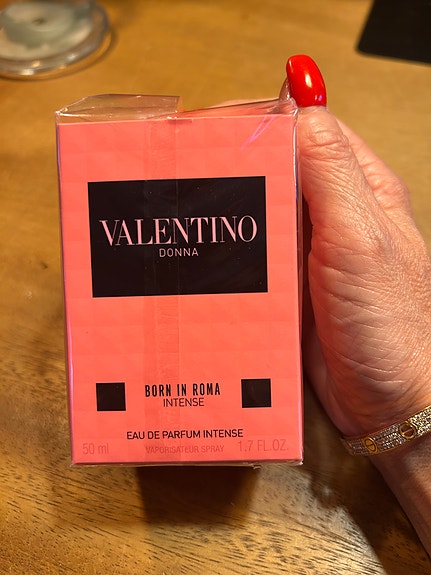 VALENTINO
DONNA
BORN IN ROMA
INTENSE
EAU DE PARFUM INTENSE
50 ml VAPORISATEUR SPRAY 1.7 FL.OZ.